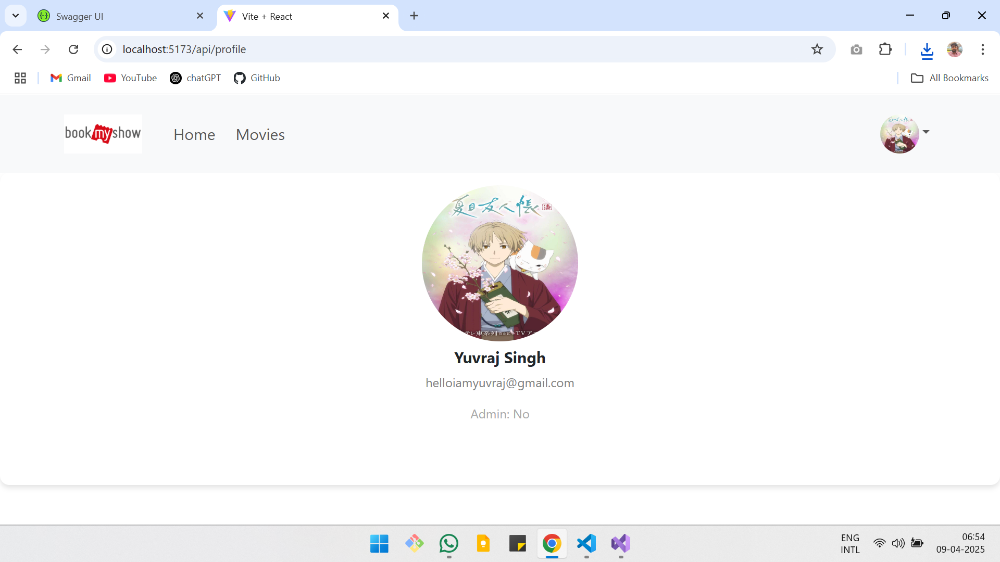 Swagger UI
Vite + React
localhost:5173/api/profile
Gmail
YouTube
chatGPT
GitHub
All Bookmarks
bookmyshow
Home
Movies
夏目友人帳 漆
テレ東系列ほかにてTVア
Yuvraj Singh
helloiamyuvraj@gmail.com
Admin: No
ENG
INTL
06:54
09-04-2025